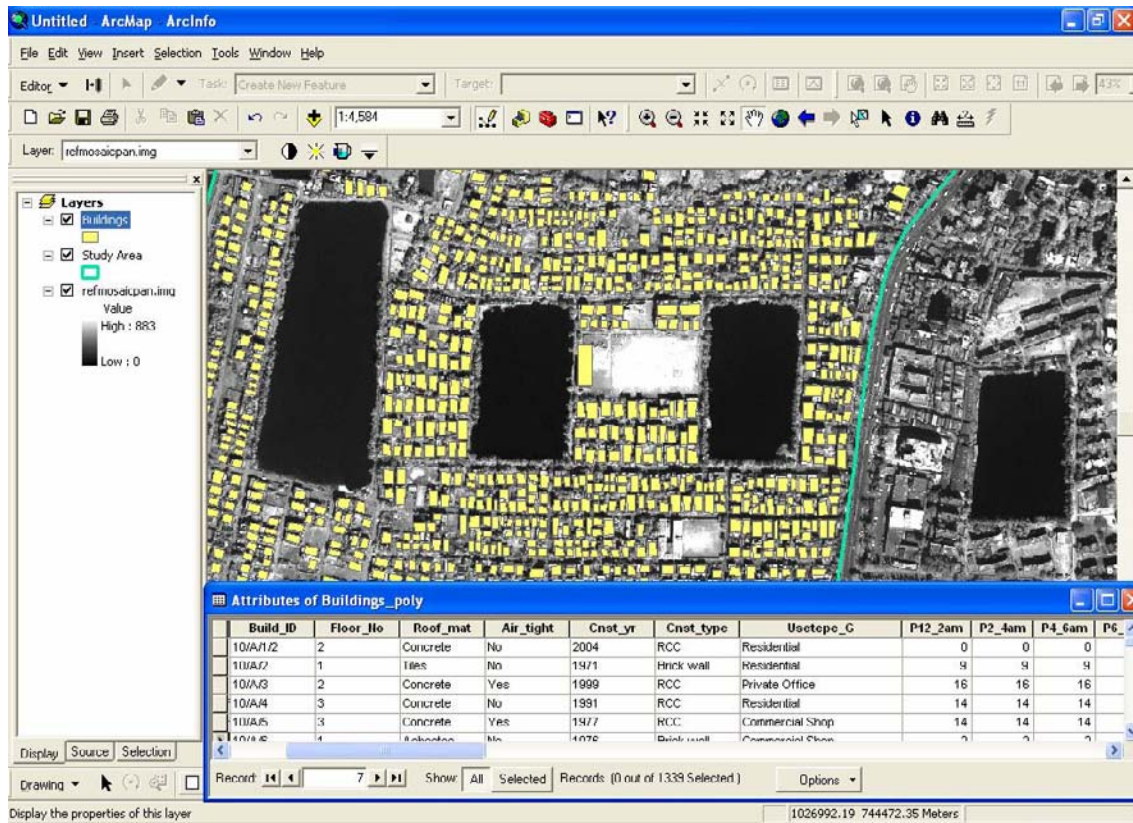 Untitled - ArcMap - ArcInfo
File Edit View Insert Selection Tools Window Help
Editor Task: Create New Feature Target: 43%
1:4,584
Layer: refmosaicpan.img
Layers
Buildings
Study Area
refmosaicpan.img
Value
High : 883
Low : 0
Attributes of Buildings_poly
Build_ID Floor_No Roof_mat Air_tight Cnst_yr Cnst_type P12_2am P2_4am P4_6am P6_
10/A/1/2 2 Concrete No 2004 RCC Residential 0 0 0
10/A/2 1 Tiles No 1971 Brick wall Residential 9 9 9
10/A/3 2 Concrete Yes 1999 RCC Private Office 16 16 16
10/A/4 3 Concrete No 1991 RCC Residential 14 14 14
10/A/5 3 Concrete Yes 1977 RCC Commercial Shop 14 14 14
Display Source Selection
Record: 7 Show: All Selected Records (0 out of 1339 Selected.) Options
Drawing
Display the properties of this layer 1026992.19 744472.35 Meters